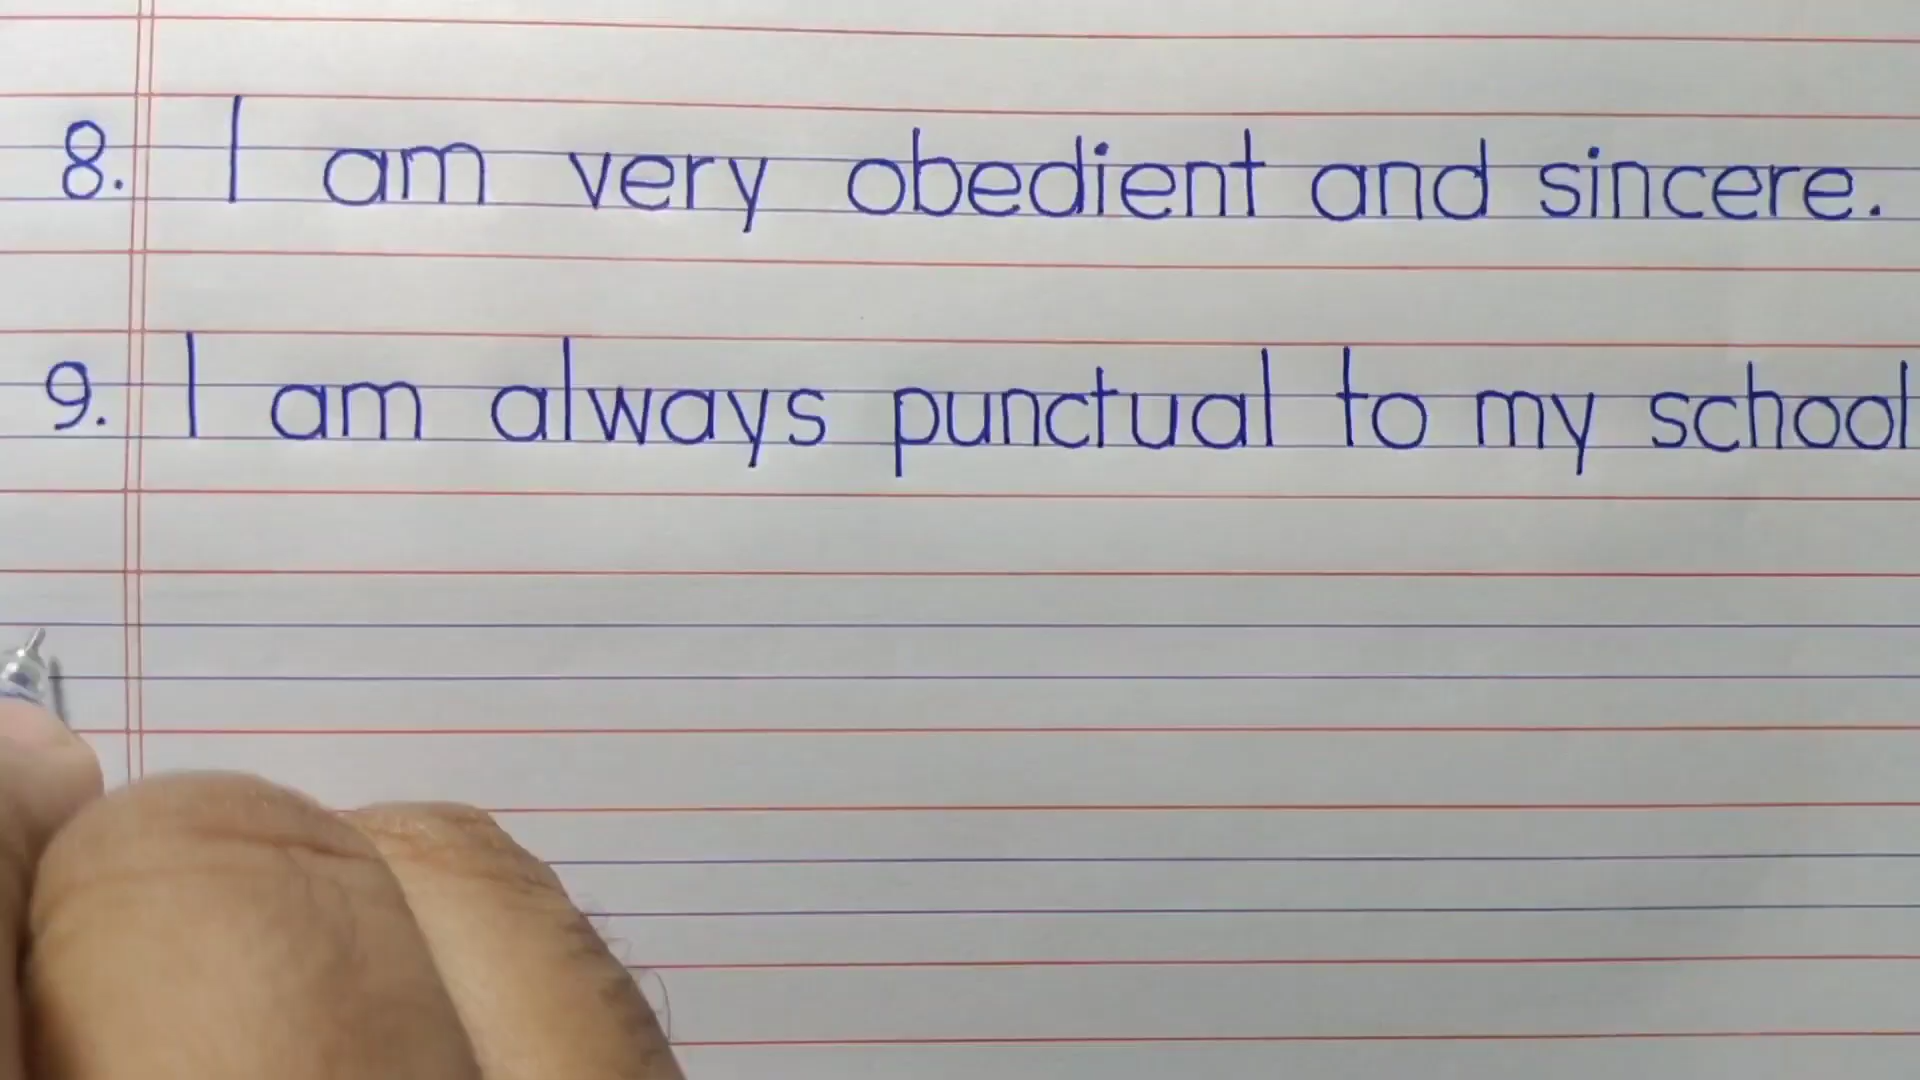 8. I am very obedient and sincere.
9. I am always punctual to my school